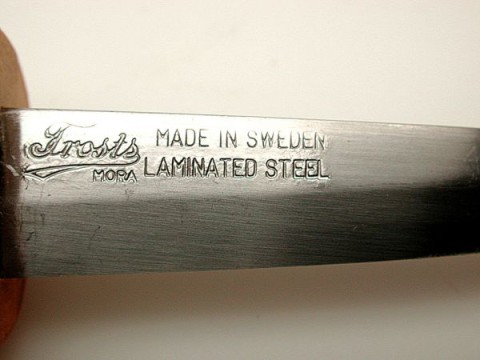 Frosts
MORA
MADE IN SWEDEN
LAMINATED STEEL